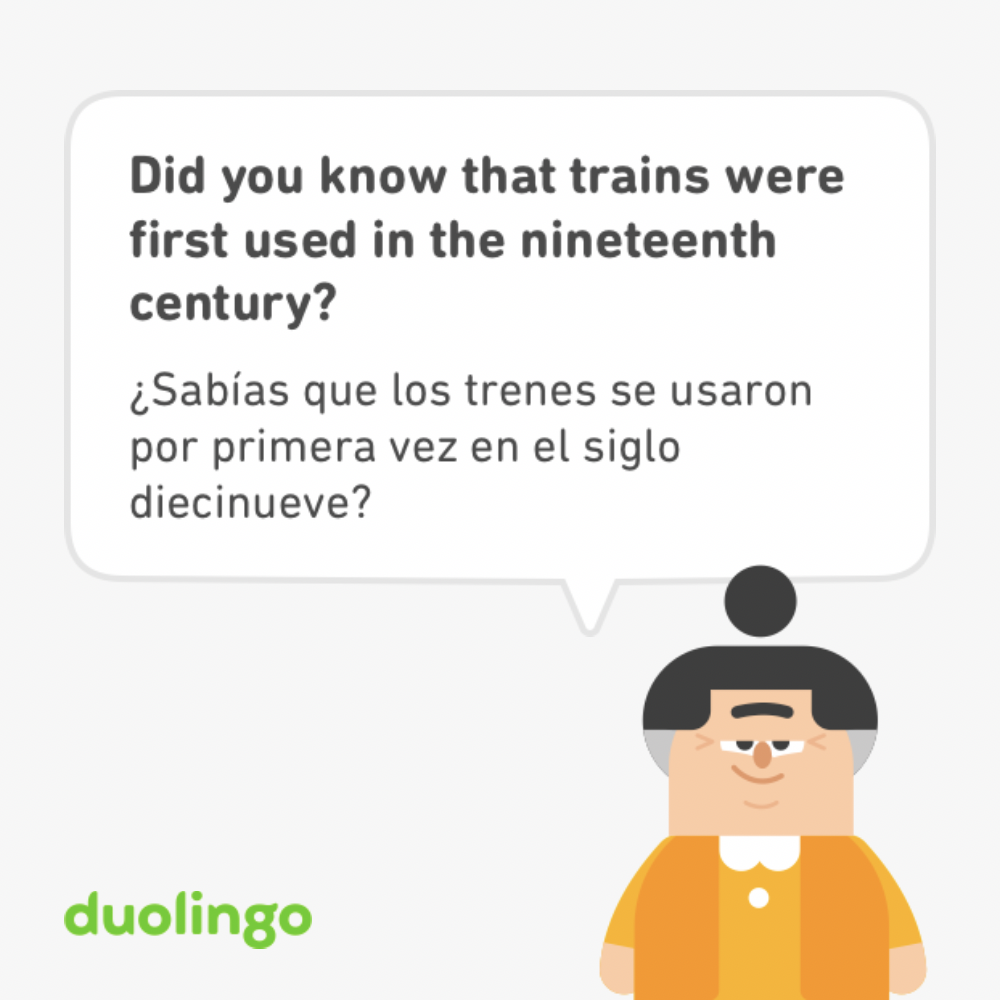 Did you know that trains were
first used in the nineteenth
century?
¿Sabías que los trenes se usaron
por primera vez en el siglo
diecinueve?
duolingo